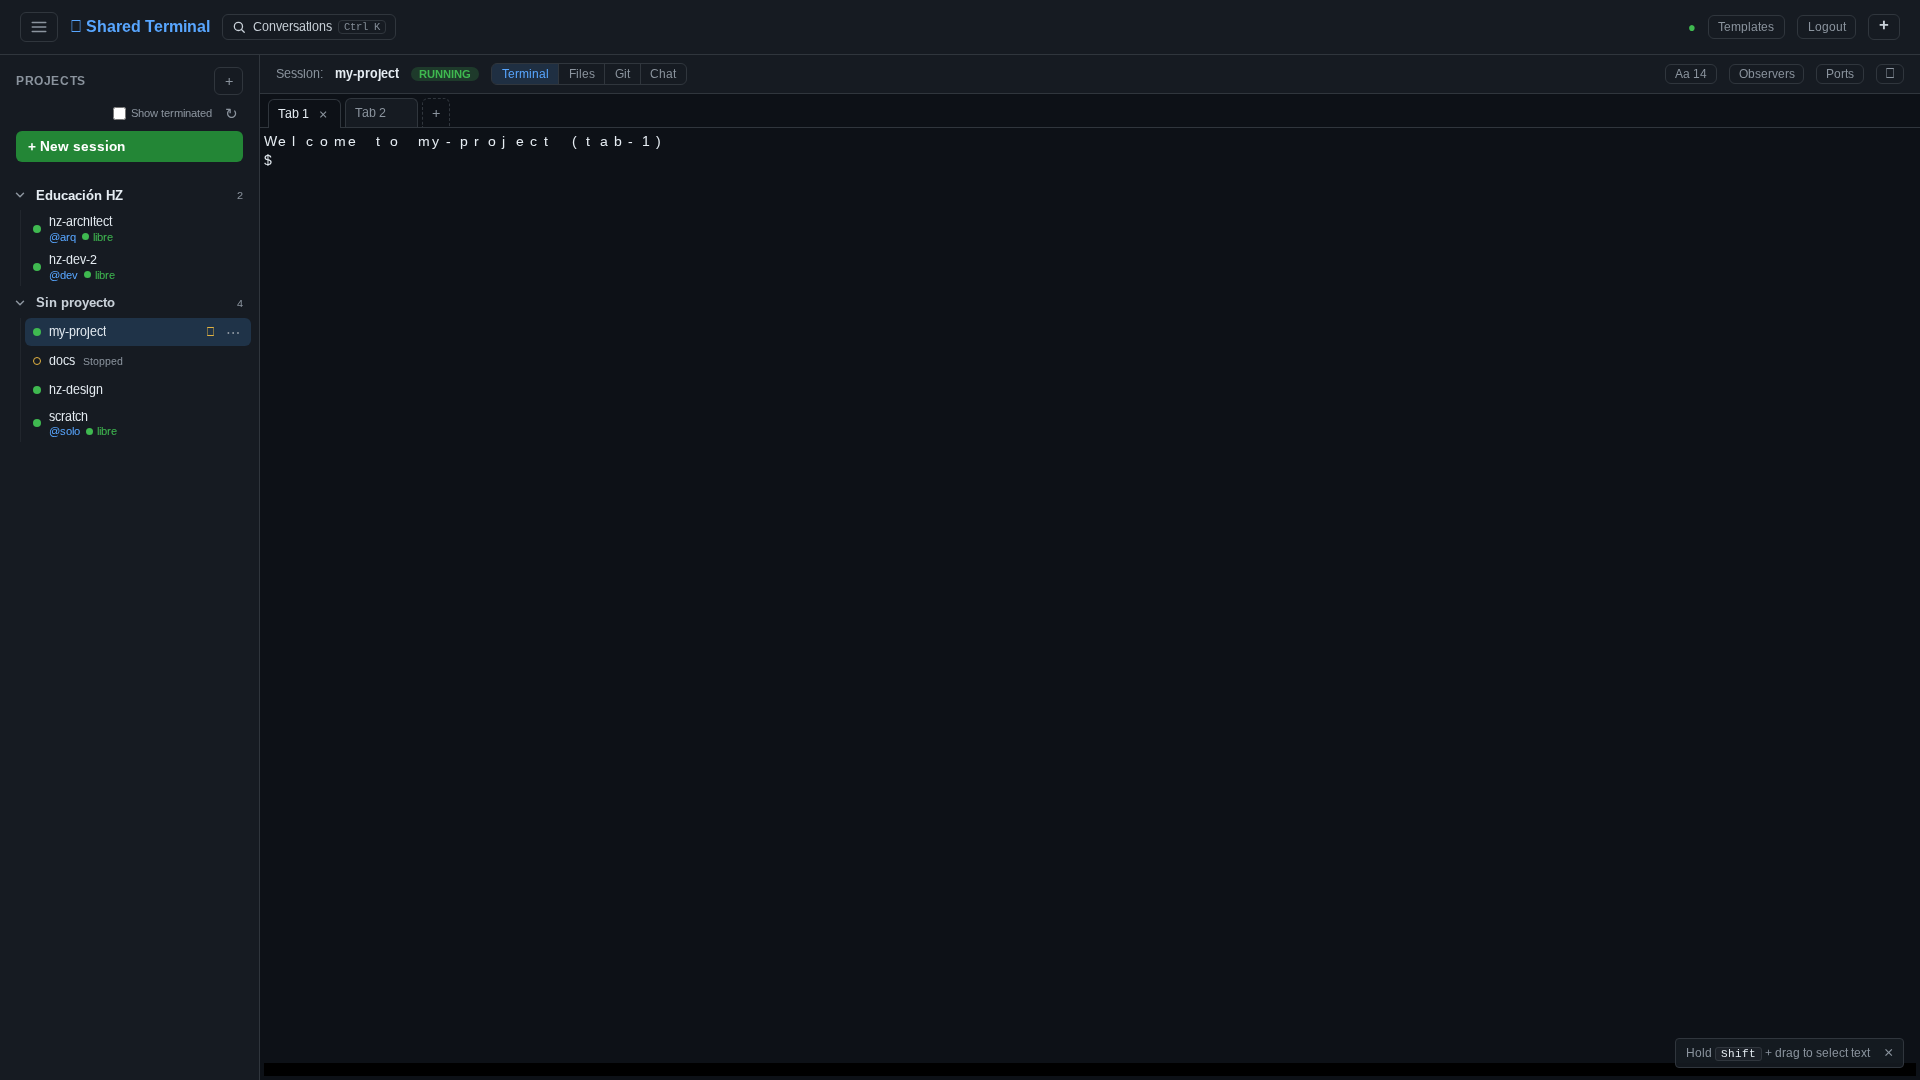 Shared Terminal
Conversations Ctrl K
Templates
Logout
+
PROJECTS
+
Show terminated
+ New session
Educación HZ 2
hz-architect
@arq libre
hz-dev-2
@dev libre
Sin proyecto 4
my-project
docs Stopped
hz-design
scratch
@solo libre
Session: my-project RUNNING
Terminal Files Git Chat
Aa 14
Observers
Ports
Tab 1 ×
Tab 2
+
Welcome to my-project (tab-1)
$
Hold Shift + drag to select text ×